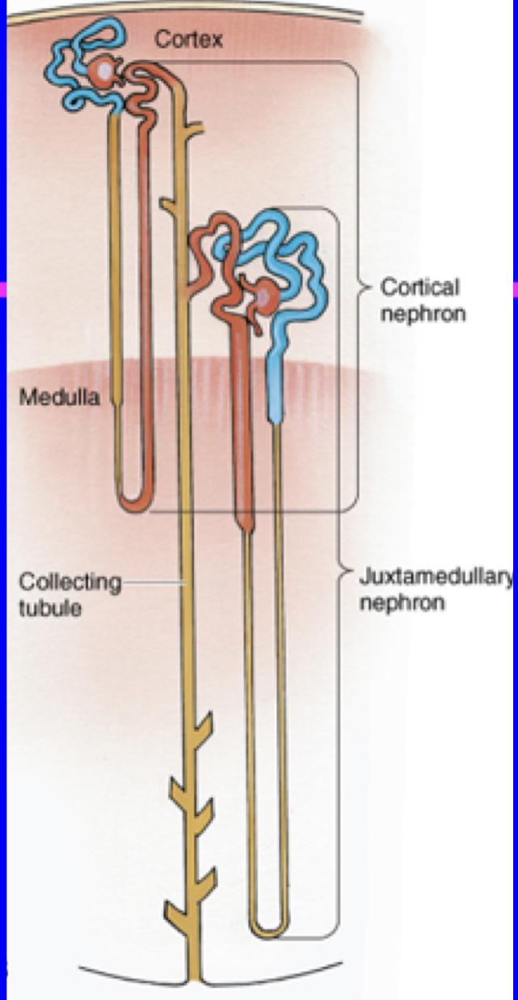 Cortex
Cortical
nephron
Medulla
Collecting
tubule
Juxtamedullary
nephron